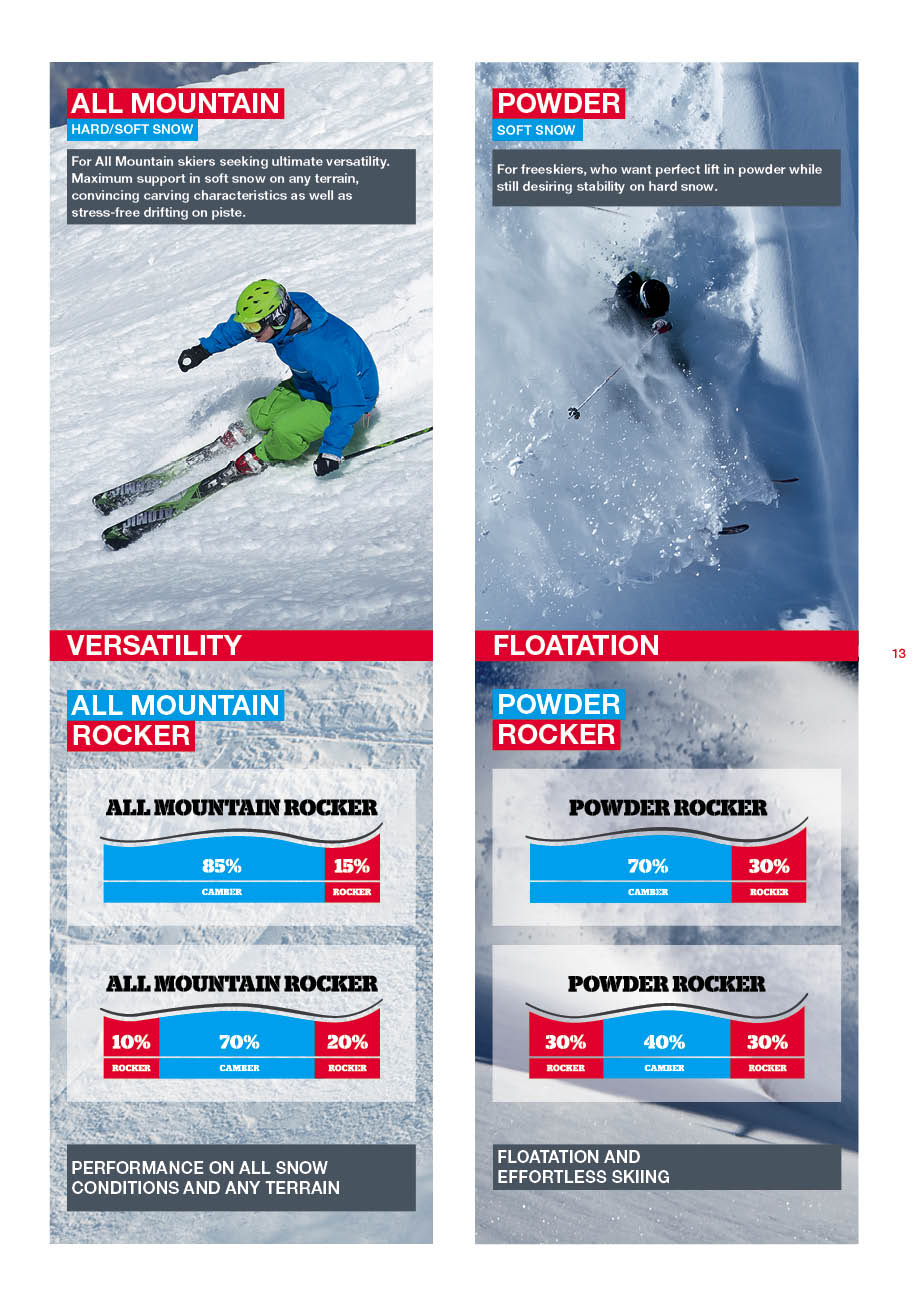 ALL MOUNTAIN
HARD/SOFT SNOW
For All Mountain skiers seeking ultimate versatility.
Maximum support in soft snow on any terrain,
convincing carving characteristics as well as
stress-free drifting on piste.
ATOMIC
ATOMIC
VERSATILITY
ALL MOUNTAIN
ROCKER
ALL MOUNTAIN ROCKER
85% 15%
CAMBER ROCKER
ALL MOUNTAIN ROCKER
10% 70% 20%
ROCKER CAMBER ROCKER
PERFORMANCE ON ALL SNOW
CONDITIONS AND ANY TERRAIN
POWDER
SOFT SNOW
For freeskiers, who want perfect lift in powder while
still desiring stability on hard snow.
FLOATATION
POWDER
ROCKER
POWDER ROCKER
70% 30%
CAMBER ROCKER
POWDER ROCKER
30% 40% 30%
ROCKER CAMBER ROCKER
FLOATATION AND
EFFORTLESS SKIING
13